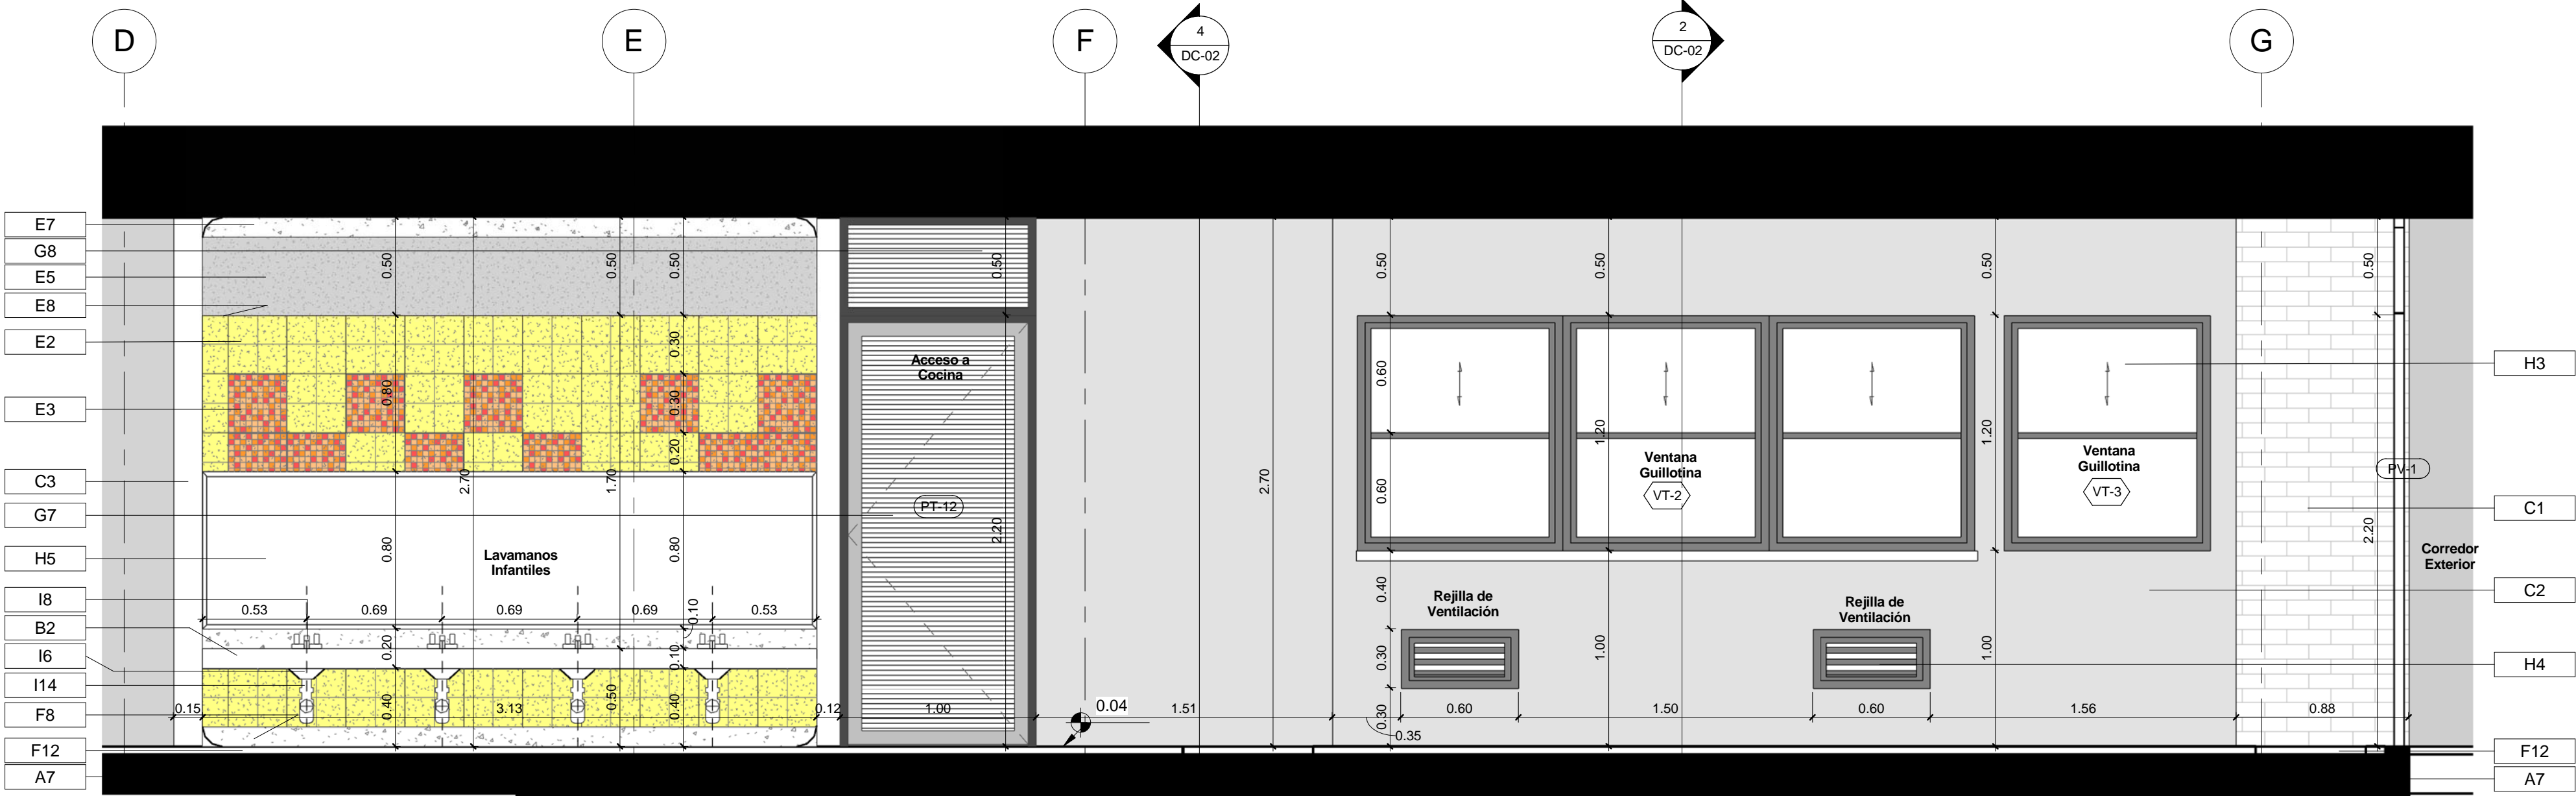 D
E
F
4
DC-02
2
DC-02
G
E7
G8
E5
E8
E2
E3
C3
G7
H5
I8
B2
I6
I14
F8
F12
A7
0.50
0.50
0.50
0.50
0.50
0.50
0.50
0.50
0.30
0.80
0.30
0.20
2.70
1.70
0.80
0.80
Lavamanos
Infantiles
0.53
0.69
0.69
0.69
0.53
0.10
0.20
0.10
0.40
0.50
0.40
0.15
3.13
0.12
1.00
Acceso a
Cocina
PT-12
2.20
0.04
1.51
2.70
0.60
0.60
1.20
1.20
Ventana
Guillotina
VT-2
Ventana
Guillotina
VT-3
0.40
0.30
0.30
0.35
1.00
1.00
Rejilla de
Ventilación
Rejilla de
Ventilación
0.60
1.50
0.60
1.56
0.88
PV-1
2.20
Corredor
Exterior
H3
C1
C2
H4
F12
A7